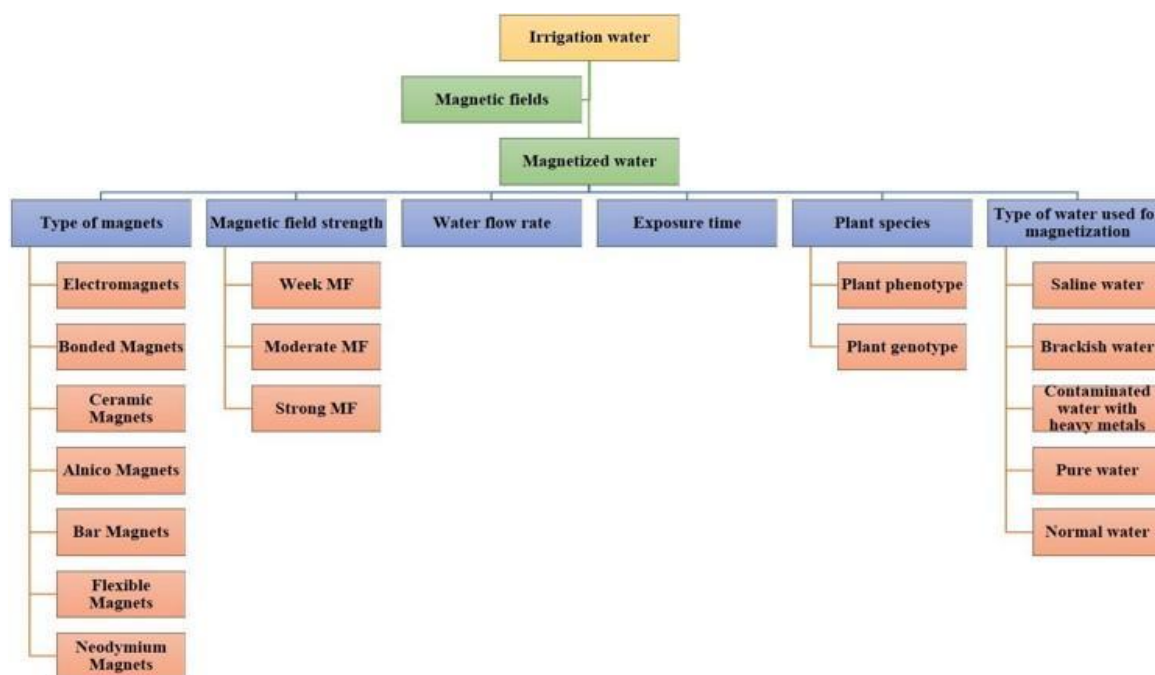 Irrigation water
Magnetic fields
Magnetized water
Type of magnets
Magnetic field strength
Water flow rate
Exposure time
Plant species
Type of water used fo
magnetization
Electromagnets
Bonded Magnets
Ceramic
Magnets
Alnico Magnets
Bar Magnets
Flexible
Magnets
Neodymium
Magnets
Week MF
Moderate MF
Strong MF
Plant phenotype
Plant genotype
Saline water
Brackish water
Contaminated
water with
heavy metals
Pure water
Normal water